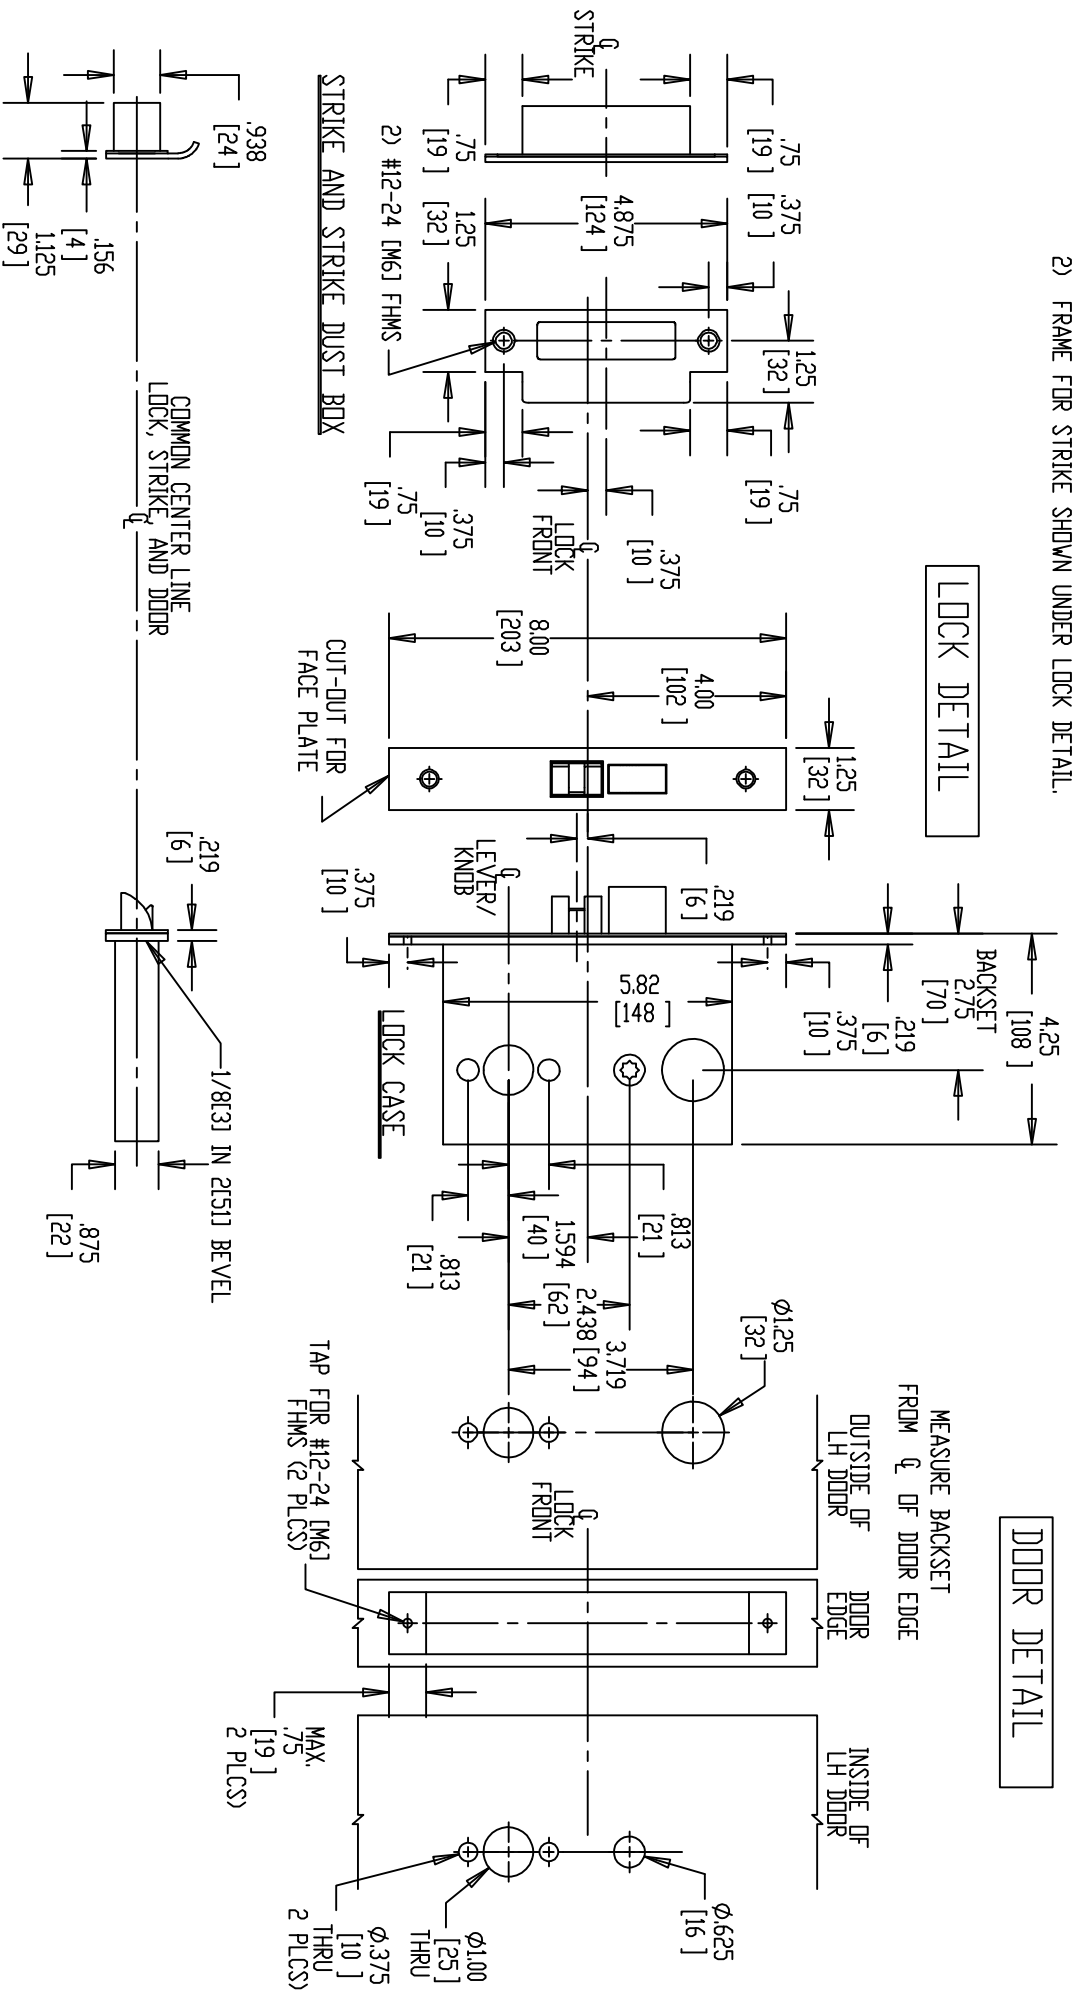 2) FRAME FOR STRIKE SHOWN UNDER LOCK DETAIL.
LOCK DETAIL
DOOR DETAIL
STRIKE
.75
[19]
.375
[10]
1.25
[32]
.75
[19]
4.875
[124]
.75
[19]
1.25
[32]
2) #12-24 [M6] FHMS
.75
[19]
.375
[10]
LOCK
FRONT
.375
[10]
STRIKE AND STRIKE DUST BOX
8.00
[203]
4.00
[102]
1.25
[32]
CUT-OUT FOR
FACE PLATE
.219
[6]
LEVER/
KNOB
.375
[10]
4.25
[108]
BACKSET
2.75
[70]
.219
[6]
.375
[10]
5.82
[148]
LOCK CASE
.813
[21]
1.594
[40]
.813
[21]
2.438
[62]
3.719
[94]
Ø1.25
[32]
MEASURE BACKSET
FROM ℄ OF DOOR EDGE
OUTSIDE OF
LH DOOR
DOOR
EDGE
INSIDE OF
LH DOOR
LOCK
FRONT
TAP FOR #12-24 [M6]
FHMS (2 PLCS)
MAX.
.75
[19]
2 PLCS)
Ø.625
[16]
Ø1.00
[25]
THRU
Ø.375
[10]
THRU
2 PLCS)
.938
[24]
.156
[4]
1.125
[29]
COMMON CENTER LINE
LOCK, STRIKE, AND DOOR
.219
[6]
1/8[3] IN 2[51] BEVEL
.875
[22]